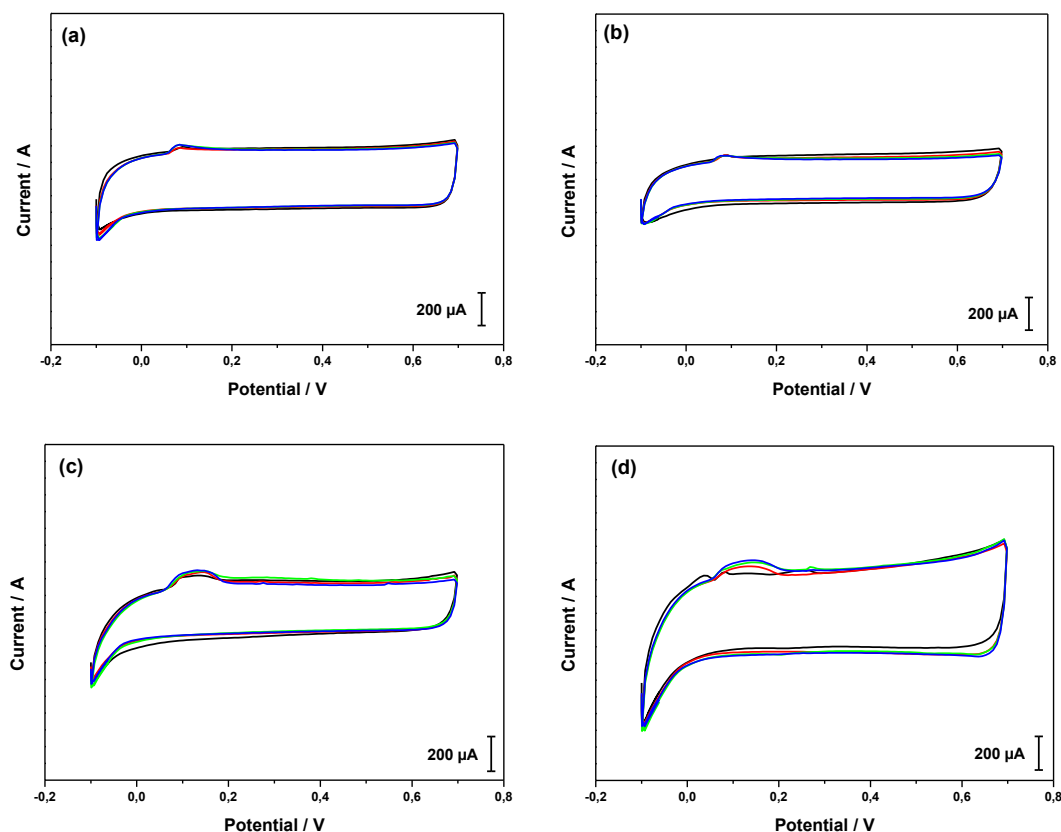 (a)
Current / A
200 µA
-0,2 0,0 0,2 0,4 0,6 0,8
Potential / V
(b)
Current / A
200 µA
-0,2 0,0 0,2 0,4 0,6 0,8
Potential / V
(c)
Current / A
200 µA
-0,2 0,0 0,2 0,4 0,6 0,8
Potential / V
(d)
Current / A
200 µA
-0,2 0,0 0,2 0,4 0,6 0,8
Potential / V